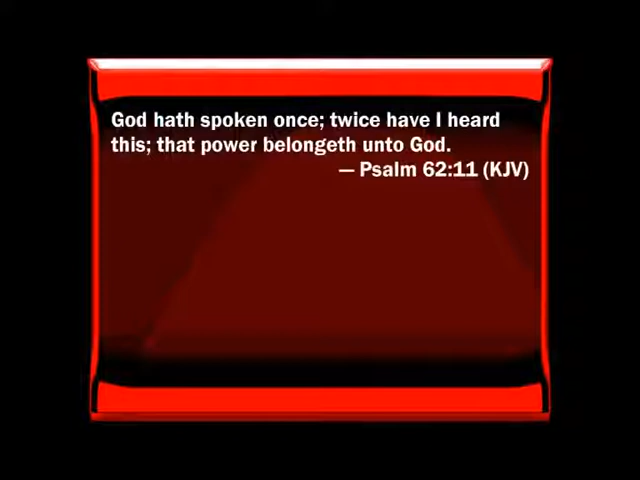 God hath spoken once; twice have I heard
this; that power belongeth unto God.
— Psalm 62:11 (KJV)